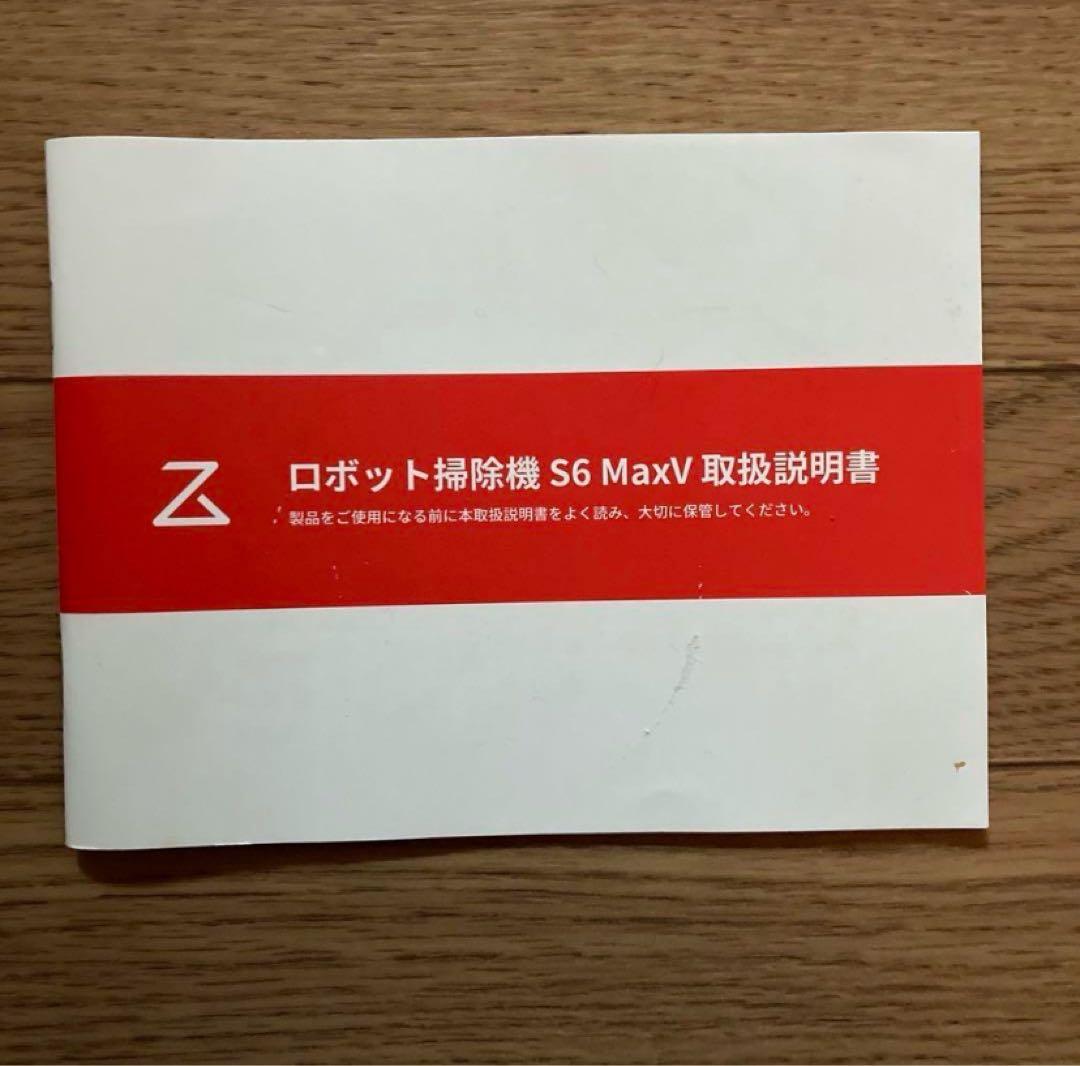 ロボット掃除機 S6 MaxV 取扱説明書
製品をご使用になる前に本取扱説明書をよく読み、大切に保管してください。